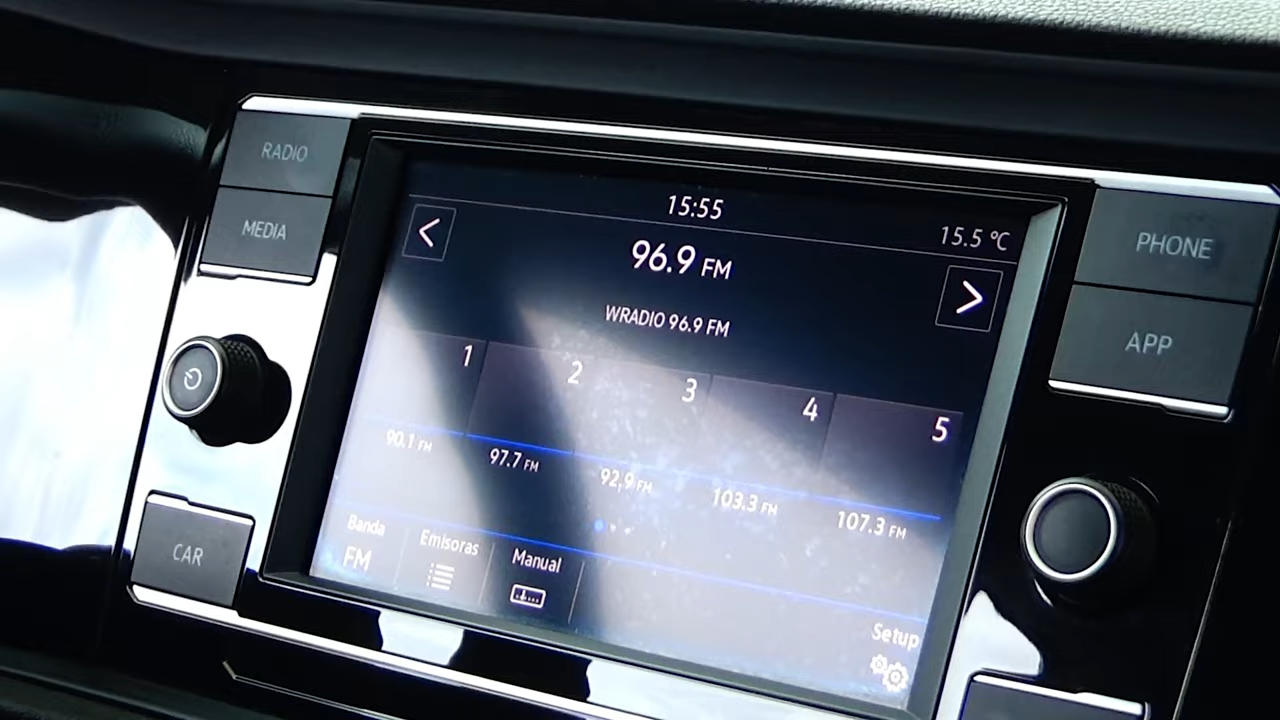 RADIO
MEDIA
CAR
15:55
15.5 °C
96.9 FM
WRADIO 96.9 FM
1 2 3 4 5
90.1 FM 97.7 FM 92.9 FM 103.3 FM 107.3 FM
Banda Emisoras Manual Setup
FM
PHONE
APP